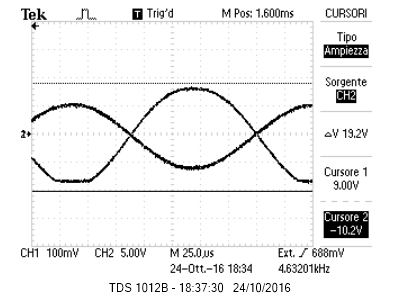 Tek T Trig'd M Pos: 1.600ms CURSORI
Tipo
Ampiezza
Sorgente
CH2
2 △V 19.2V
Cursore 1
9.00V
Cursore 2
-10.2V
CH1 100mV CH2 5.00V M 25.0µs Ext. ∫ 688mV
24-Ott.-16 18:34 4.63201kHz
TDS 1012B - 18:37:30 24/10/2016